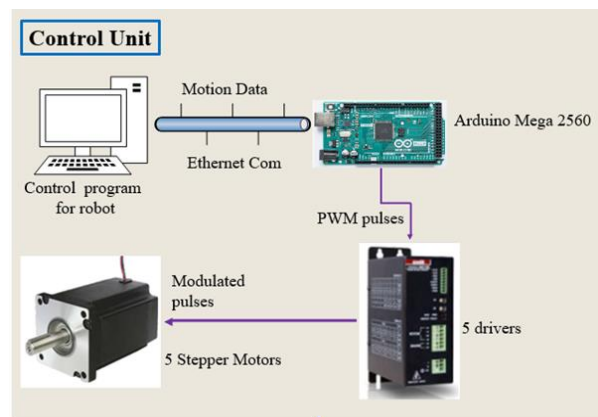 Control Unit
Motion Data
Ethernet Com
Arduino Mega 2560
Control program
for robot
PWM pulses
Modulated
pulses
5 drivers
5 Stepper Motors